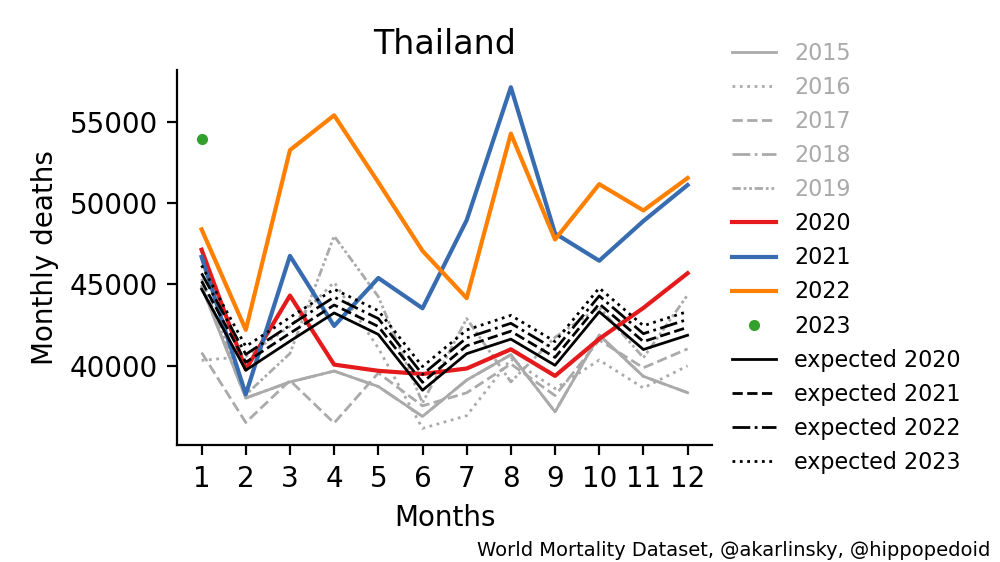 Thailand
Monthly deaths
55000
50000
45000
40000
1 2 3 4 5 6 7 8 9 10 11 12
Months
2015
2016
2017
2018
2019
2020
2021
2022
2023
expected 2020
expected 2021
expected 2022
expected 2023
World Mortality Dataset, @akarlinsky, @hippopedoid